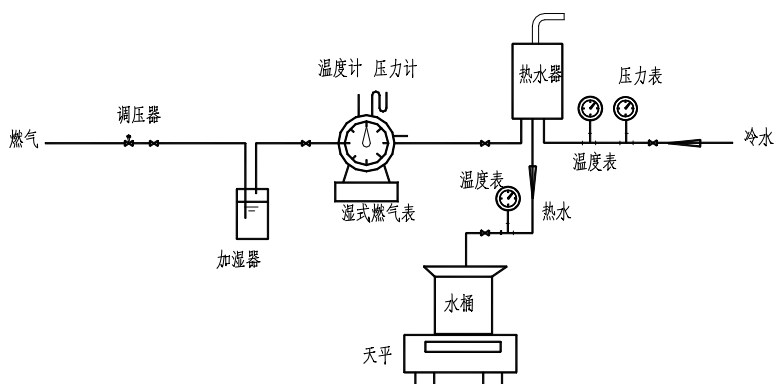 温度计 压力计
热水器
压力表
调压器
燃气
冷水
温度表
温度表
湿式燃气表
热水
加湿器
水桶
天平